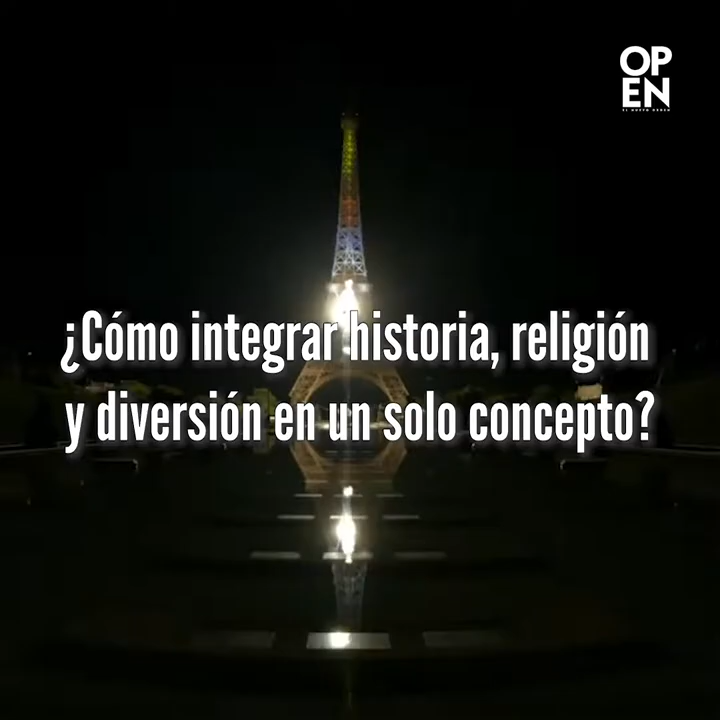 OP
EN
¿Cómo integrar historia, religión
y diversión en un solo concepto?